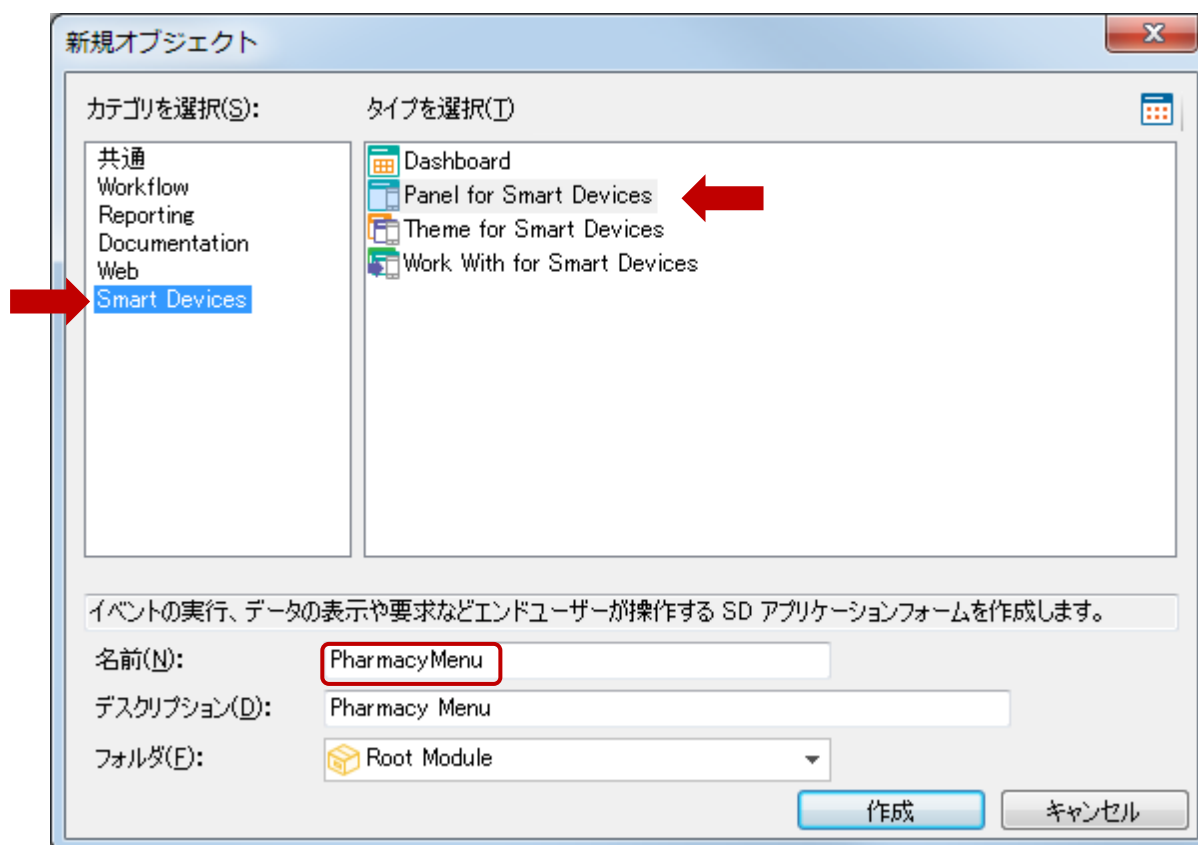 新規オブジェクト
カテゴリを選択(S):
タイプを選択(T)
共通
Workflow
Reporting
Documentation
Web
Smart Devices
Dashboard
Panel for Smart Devices
Theme for Smart Devices
Work With for Smart Devices
イベントの実行、データの表示や要求などエンドユーザーが操作する SD アプリケーションフォームを作成します。
名前(N):
PharmacyMenu
デスクリプション(D):
Pharmacy Menu
フォルダ(F):
Root Module
作成
キャンセル